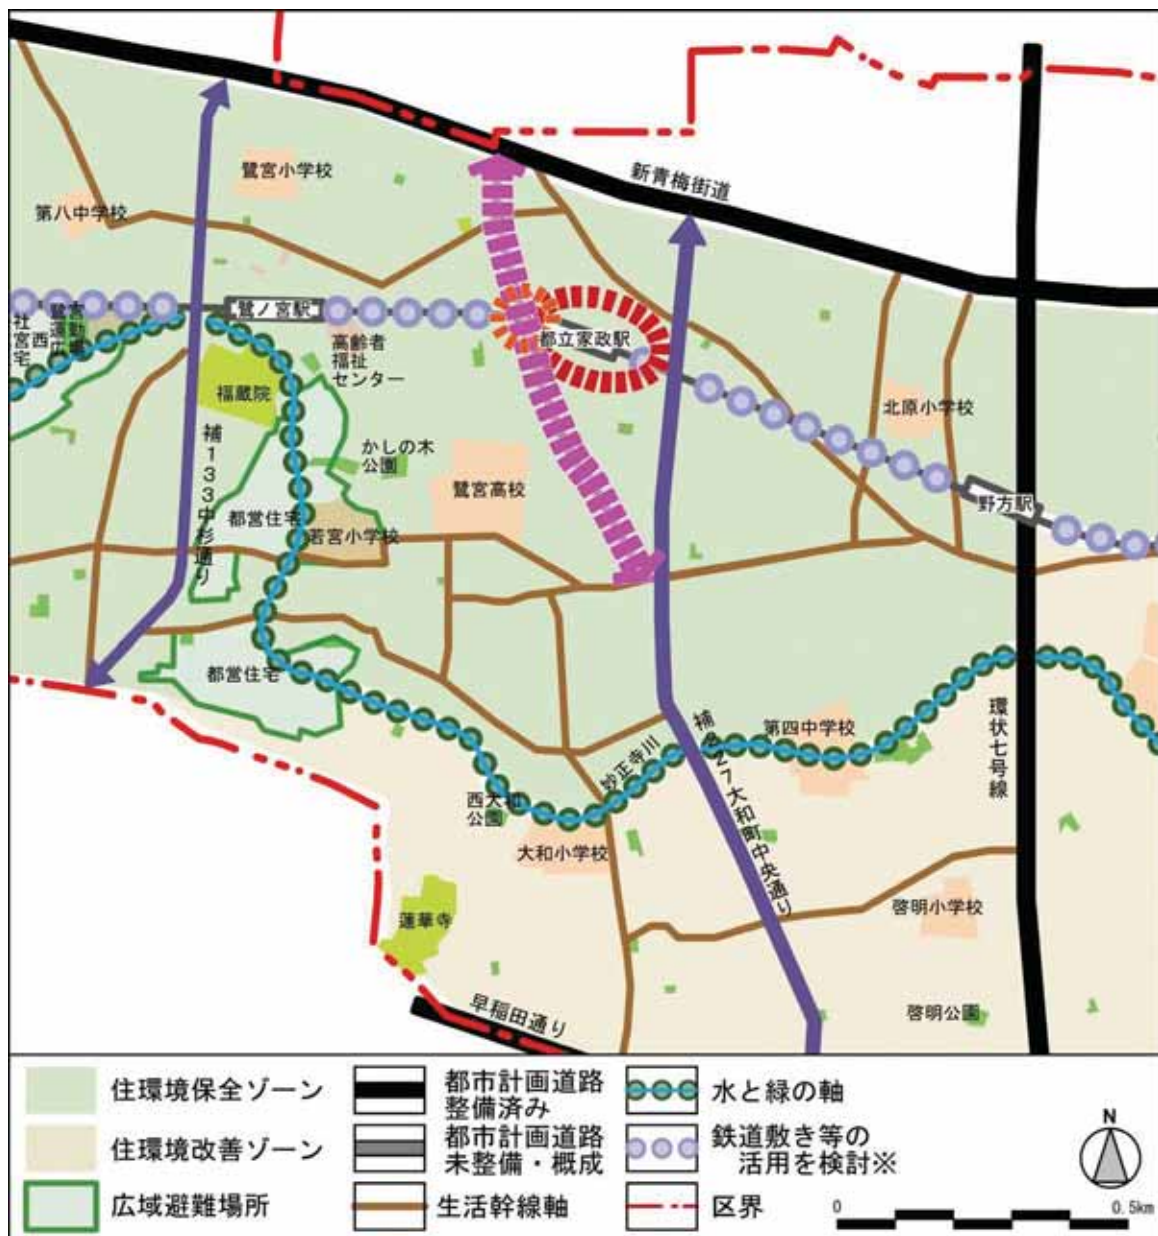 新青梅街道
鷺宮小学校
第八中学校
鷺ノ宮駅
都立家政駅
高齢者
福祉
センター
福蔵院
北原小学校
かしの木
公園
鷺宮高校
野方駅
補133中杉通り
都営住宅
若宮小学校
都営住宅
第四中学校
環状七号線
妙正寺川
補227大和町中央通り
西大和
公園
大和小学校
蓮華寺
啓明小学校
早稲田通り
啓明公園
住環境保全ゾーン
住環境改善ゾーン
広域避難場所
都市計画道路
整備済み
都市計画道路
未整備・概成
生活幹線軸
水と緑の軸
鉄道敷き等の
活用を検討※
区界
N
0 0.5km